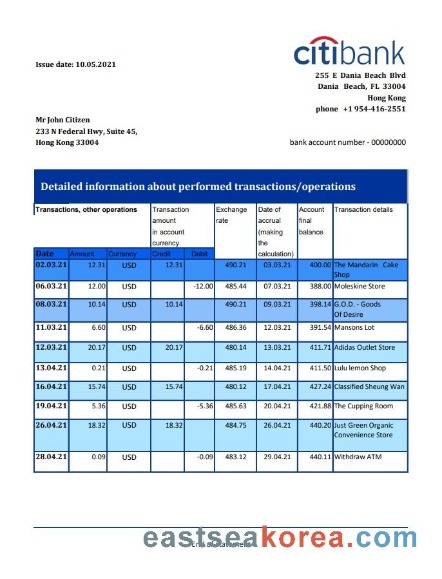 citibank
Issue date: 10.05.2021
255 E Dania Beach Blvd
Dania Beach, FL 33004
Hong Kong
phone +1 954-416-2551
Mr John Citizen
233 N Federal Hwy, Suite 45,
Hong Kong 33004
bank account number - 00000000
Detailed information about performed transactions/operations
Transactions, other operations Transaction amount in account currency Exchange rate Date of accrual (making the calculation) Account final balance Transaction details
Date Amount Currency Credit Debit
02.03.21 12.31 USD 12.31 490.21 03.03.21 400.00 The Mandarin Cake Shop
06.03.21 12.00 USD -12.00 485.44 07.03.21 388.00 Moleskine Store
08.03.21 10.14 USD 10.14 490.21 09.03.21 398.14 G.O.D. - Goods Of Desire
11.03.21 6.60 USD -6.60 486.36 12.03.21 391.54 Mansons Lot
12.03.21 20.17 USD 20.17 480.14 13.03.21 411.71 Adidas Outlet Store
13.04.21 0.21 USD -0.21 485.19 14.04.21 411.50 Lulu lemon Shop
16.04.21 15.74 USD 15.74 480.12 17.04.21 427.24 Classified Sheung Wan
19.04.21 5.36 USD -5.36 485.63 20.04.21 421.88 The Cupping Room
26.04.21 18.32 USD 18.32 484.75 26.04.21 440.20 Just Green Organic Convenience Store
28.04.21 0.09 USD -0.09 483.12 29.04.21 440.11 Withdraw ATM
eastseakorea.com